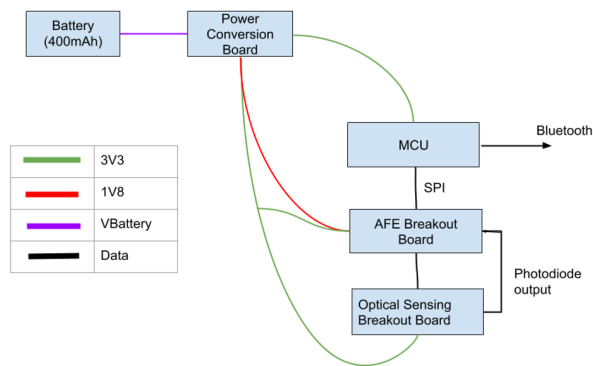 Battery
(400mAh)
Power
Conversion
Board
MCU
Bluetooth
SPI
AFE Breakout
Board
Photodiode
output
Optical Sensing
Breakout Board
3V3
1V8
VBattery
Data